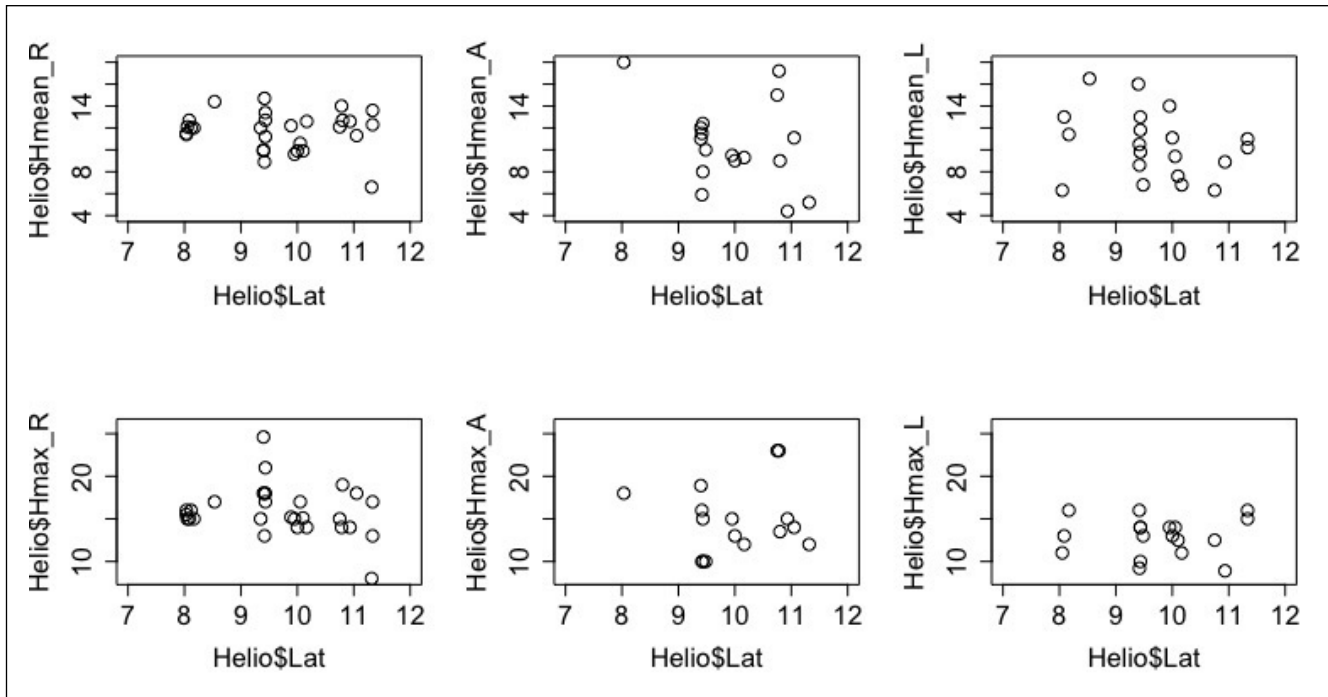 Helio$Hmean_R
4 8 14
7 8 9 10 11 12
Helio$Lat
Helio$Hmean_A
4 8 14
7 8 9 10 11 12
Helio$Lat
Helio$Hmean_L
4 8 14
7 8 9 10 11 12
Helio$Lat
Helio$Hmax_R
10 20
7 8 9 10 11 12
Helio$Lat
Helio$Hmax_A
10 20
7 8 9 10 11 12
Helio$Lat
Helio$Hmax_L
10 20
7 8 9 10 11 12
Helio$Lat